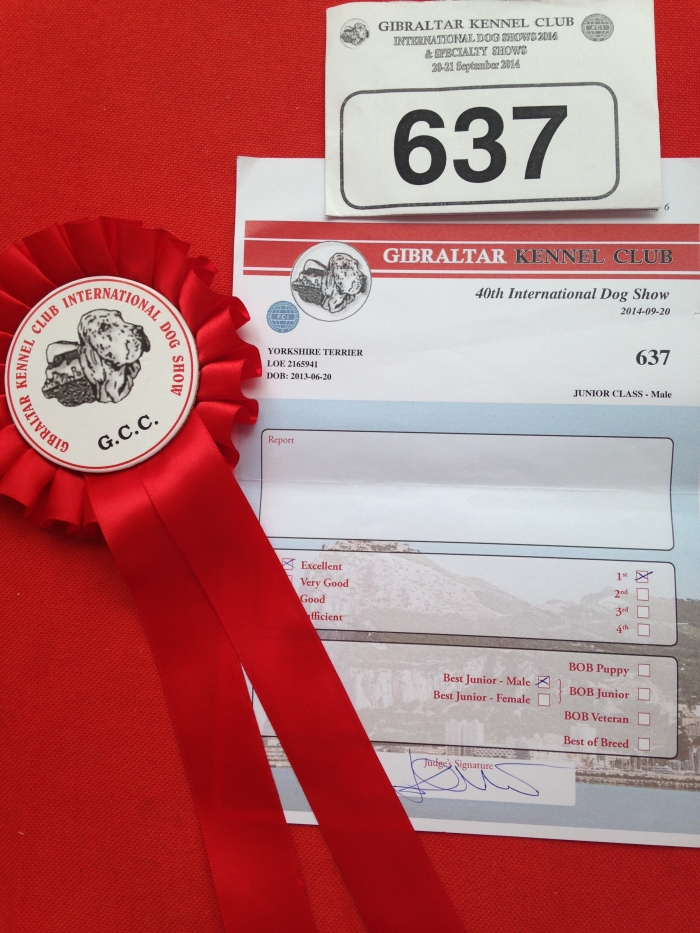 GIBRALTAR KENNEL CLUB
INTERNATIONAL DOG SHOWS 2014
& SPECIALTY SHOWS
20-21 September 2014
637
6
GIBRALTAR KENNEL CLUB
40th International Dog Show
2014-09-20
FCI
YORKSHIRE TERRIER
LOE 2165941
DOB: 2013-06-20
637
JUNIOR CLASS - Male
Report
Excellent
Very Good
Good
fficient
1st
2nd
3rd
4th
Best Junior - Male
Best Junior - Female
BOB Puppy
BOB Junior
BOB Veteran
Best of Breed
Judge's Signature
GIBRALTAR KENNEL CLUB INTERNATIONAL DOG SHOW
G.C.C.